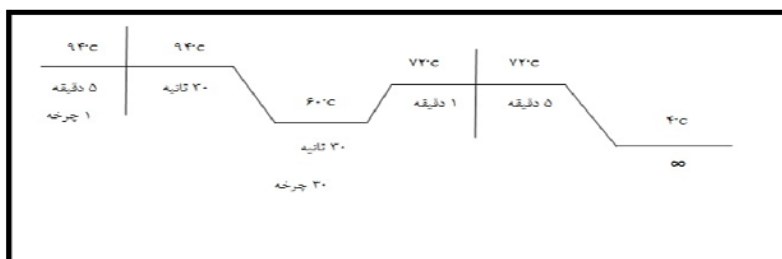 ۹۴°c
۹۴°c
۷۲°c
۷۲°c
۵ دقیقه
۳۰ ثانیه
۶۰°c
۱ دقیقه
۵ دقیقه
۴°c
۱ چرخه
۳۰ ثانیه
∞
۳۰ چرخه